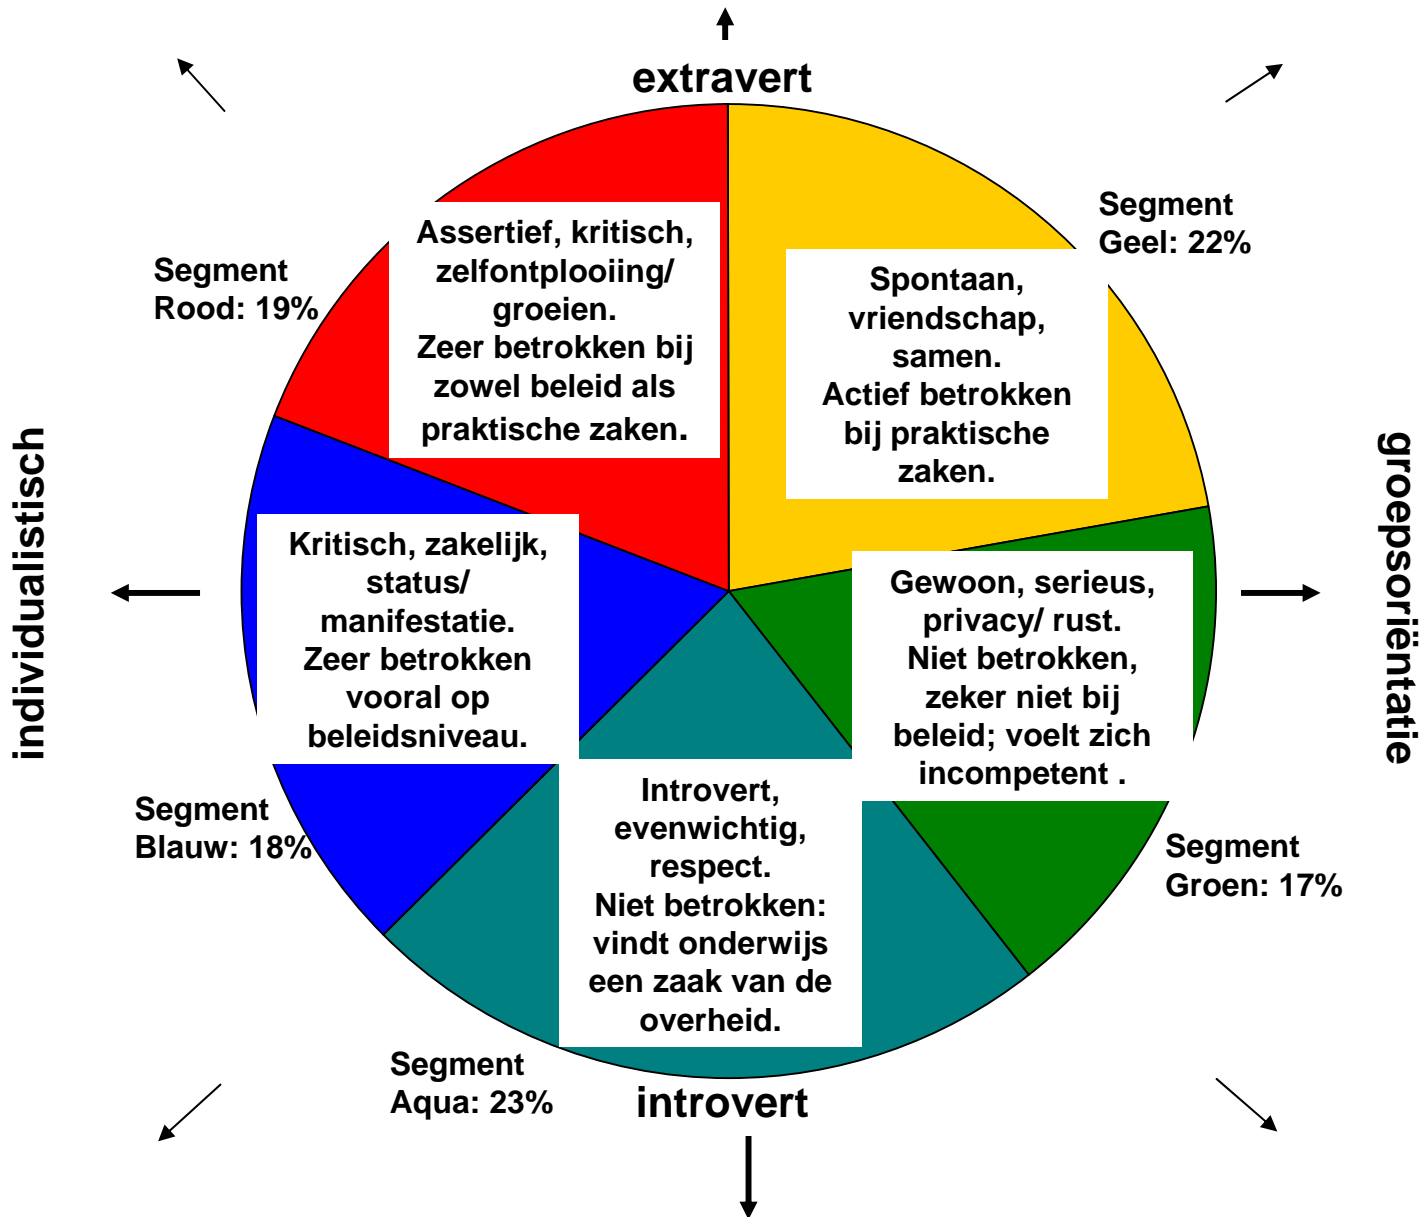 extravert
Segment
Geel: 22%
Assertief, kritisch,
zelfontplooiing/
groeien.
Zeer betrokken bij
zowel beleid als
praktische zaken.
Segment
Rood: 19%
Spontaan,
vriendschap,
samen.
Actief betrokken
bij praktische
zaken.
individualistisch
groepsoriëntatie
Kritisch, zakelijk,
status/
manifestatie.
Zeer betrokken
vooral op
beleidsniveau.
Gewoon, serieus,
privacy/ rust.
Niet betrokken,
zeker niet bij
beleid; voelt zich
incompetent .
Segment
Blauw: 18%
Introvert,
evenwichtig,
respect.
Niet betrokken:
vindt onderwijs
een zaak van de
overheid.
Segment
Groen: 17%
Segment
Aqua: 23%
introvert